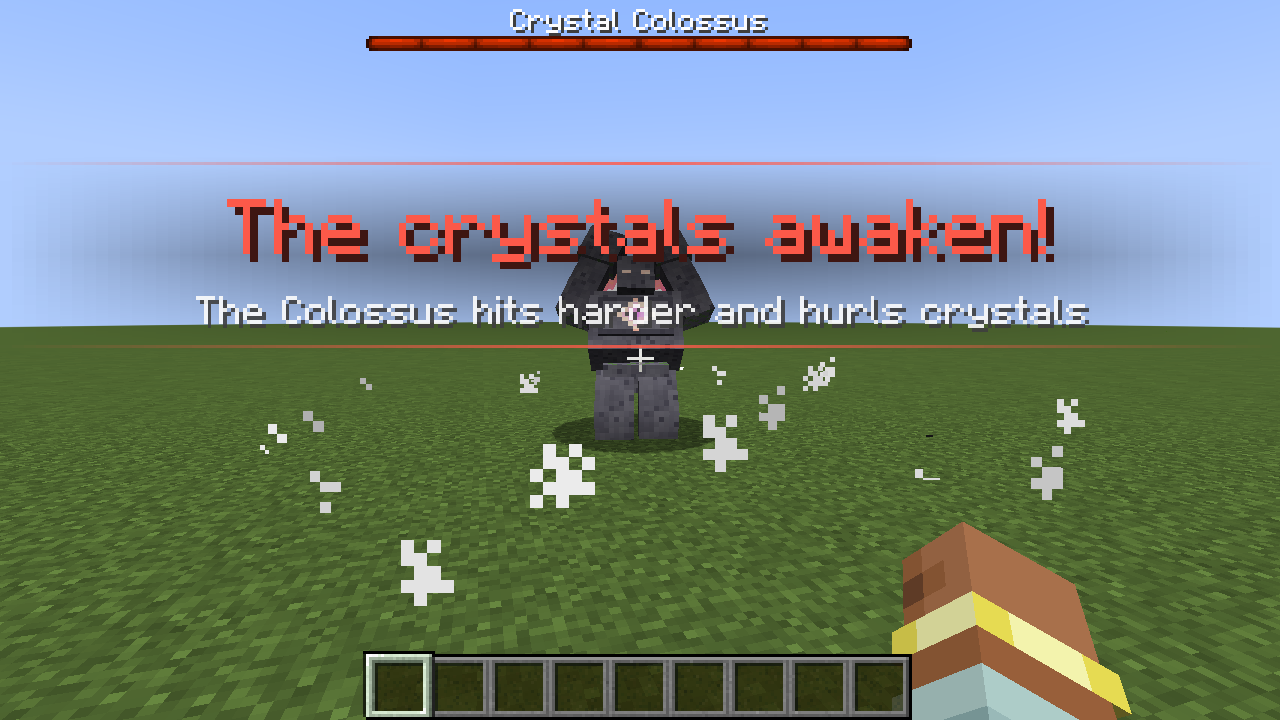 Crystal Colossus
The crystals awaken!
The Colossus hits harder and hurls crystals